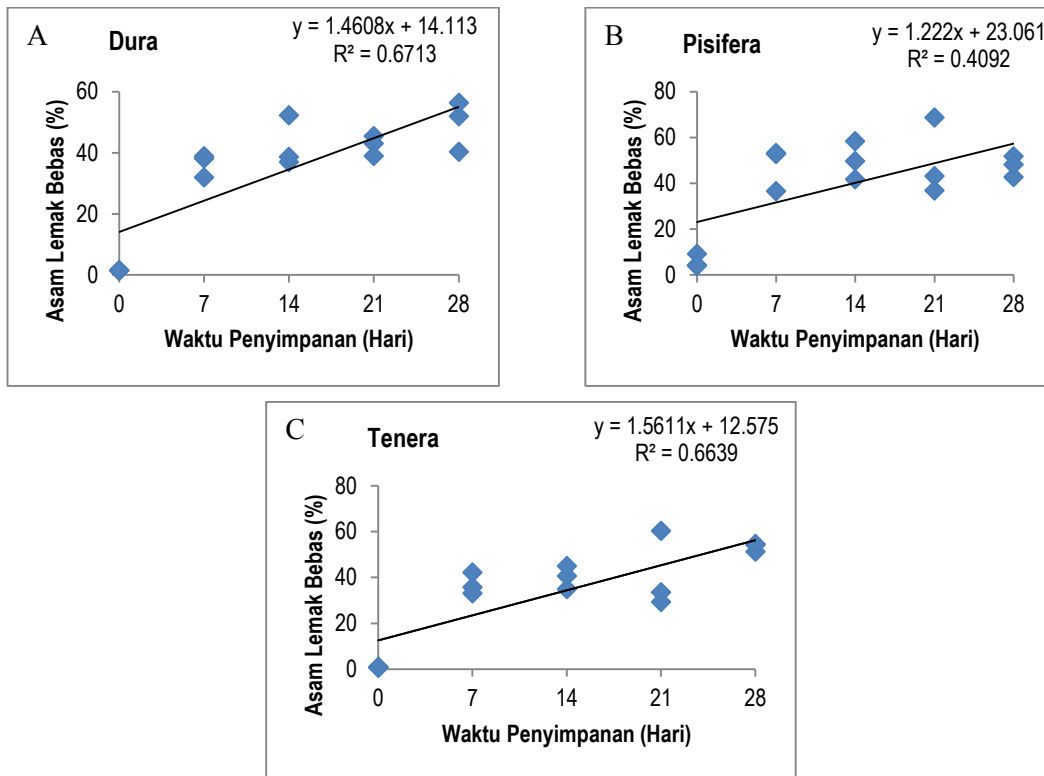 A
Dura
y = 1.4608x + 14.113
R² = 0.6713
Asam Lemak Bebas (%)
60
40
20
0
0 7 14 21 28
Waktu Penyimpanan (Hari)
B
Pisifera
y = 1.222x + 23.061
R² = 0.4092
Asam Lemak Bebas (%)
80
60
40
20
0
0 7 14 21 28
Waktu Penyimpanan (Hari)
C
Tenera
y = 1.5611x + 12.575
R² = 0.6639
Asam Lemak Bebas (%)
80
60
40
20
0
0 7 14 21 28
Waktu Penyimpanan (Hari)